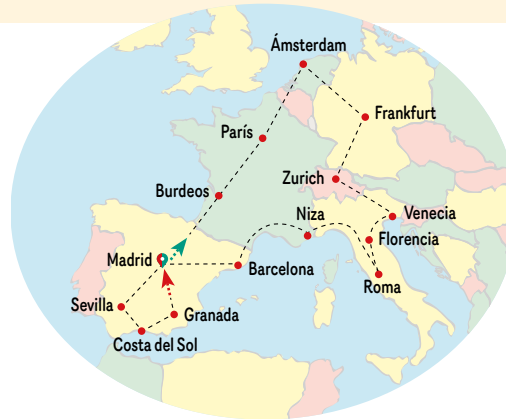 Ámsterdam
Frankfurt
París
Zurich
Burdeos
Niza
Venecia
Florencia
Madrid
Barcelona
Roma
Sevilla
Granada
Costa del Sol